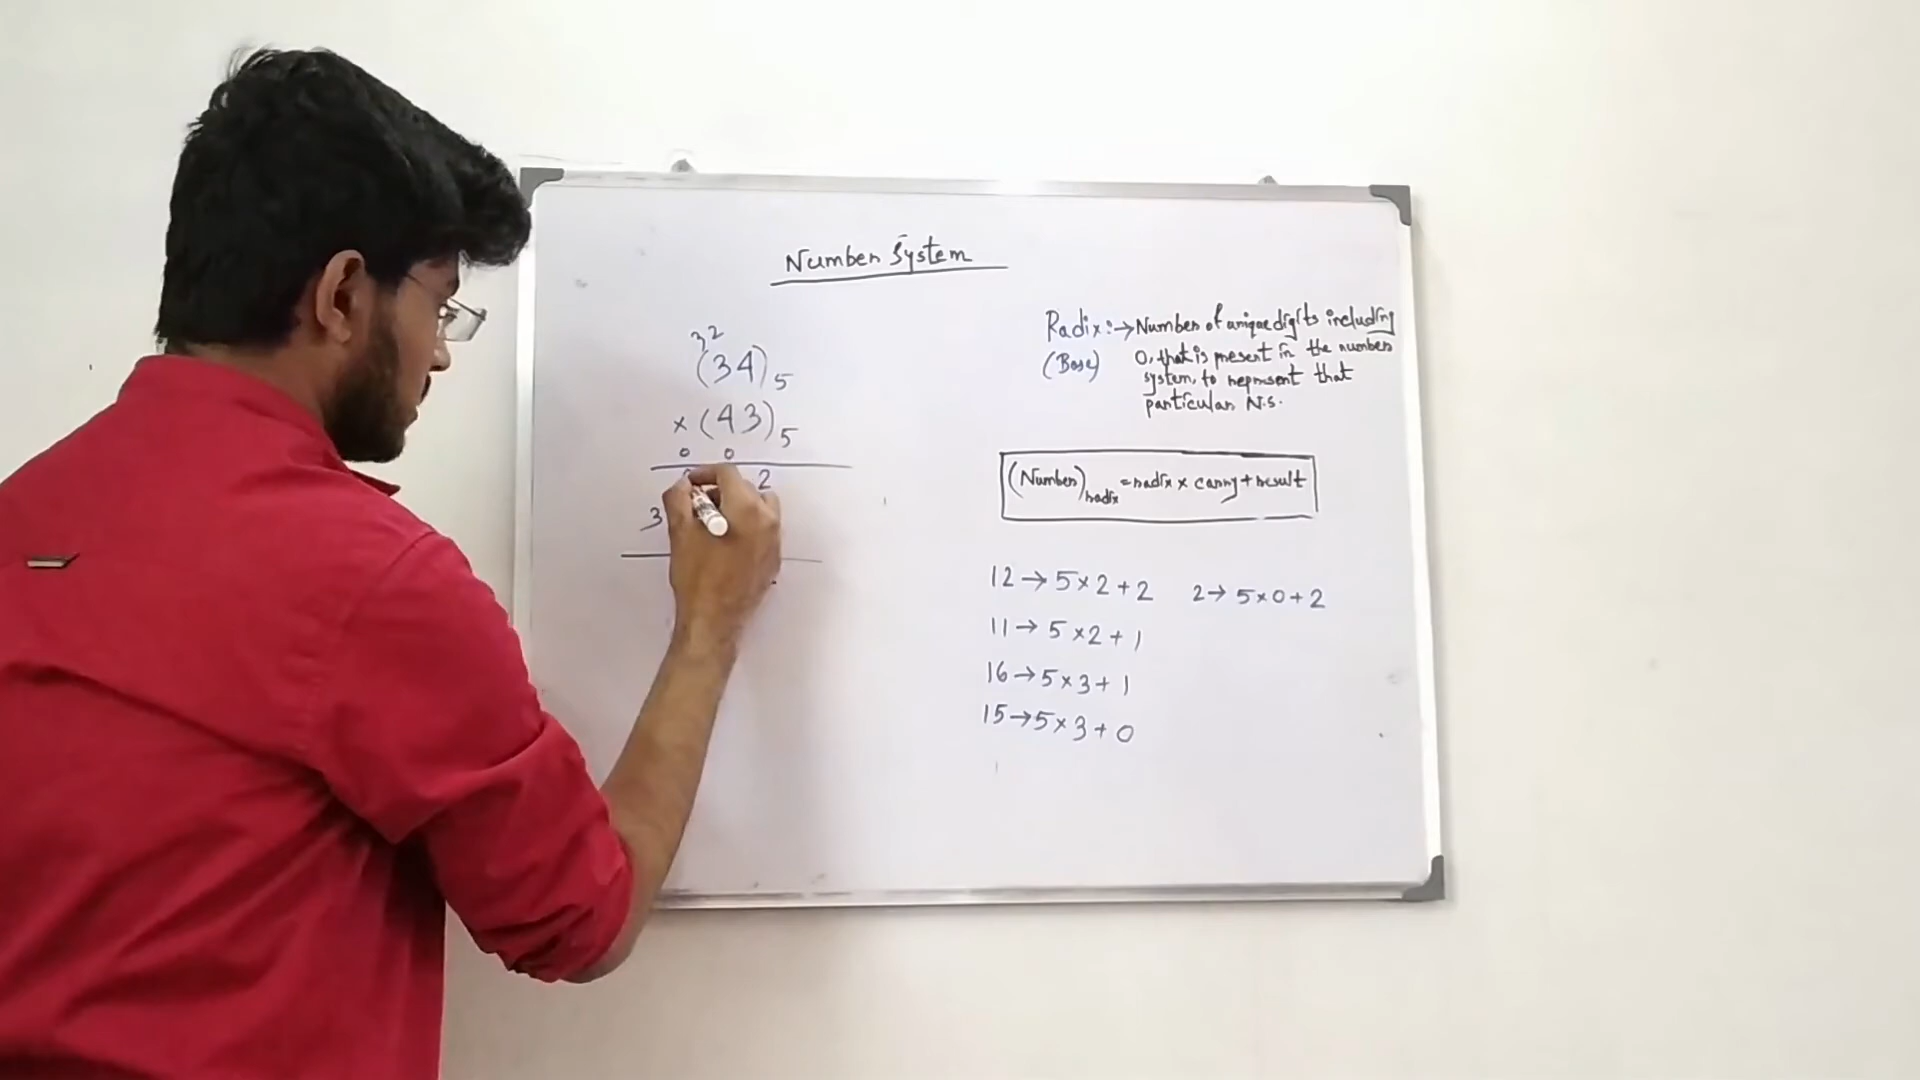 Number System
3 2
(34)5
× (43)5
0 0
2
3
Radix:→ Number of unique digits including
(Base) 0, that is present in the number
system, to represent that
particular N.S.
(Number)radix = radix × carry + result
12 → 5×2+2 2→ 5×0+2
11 → 5×2+1
16 → 5×3+1
15 → 5×3+0